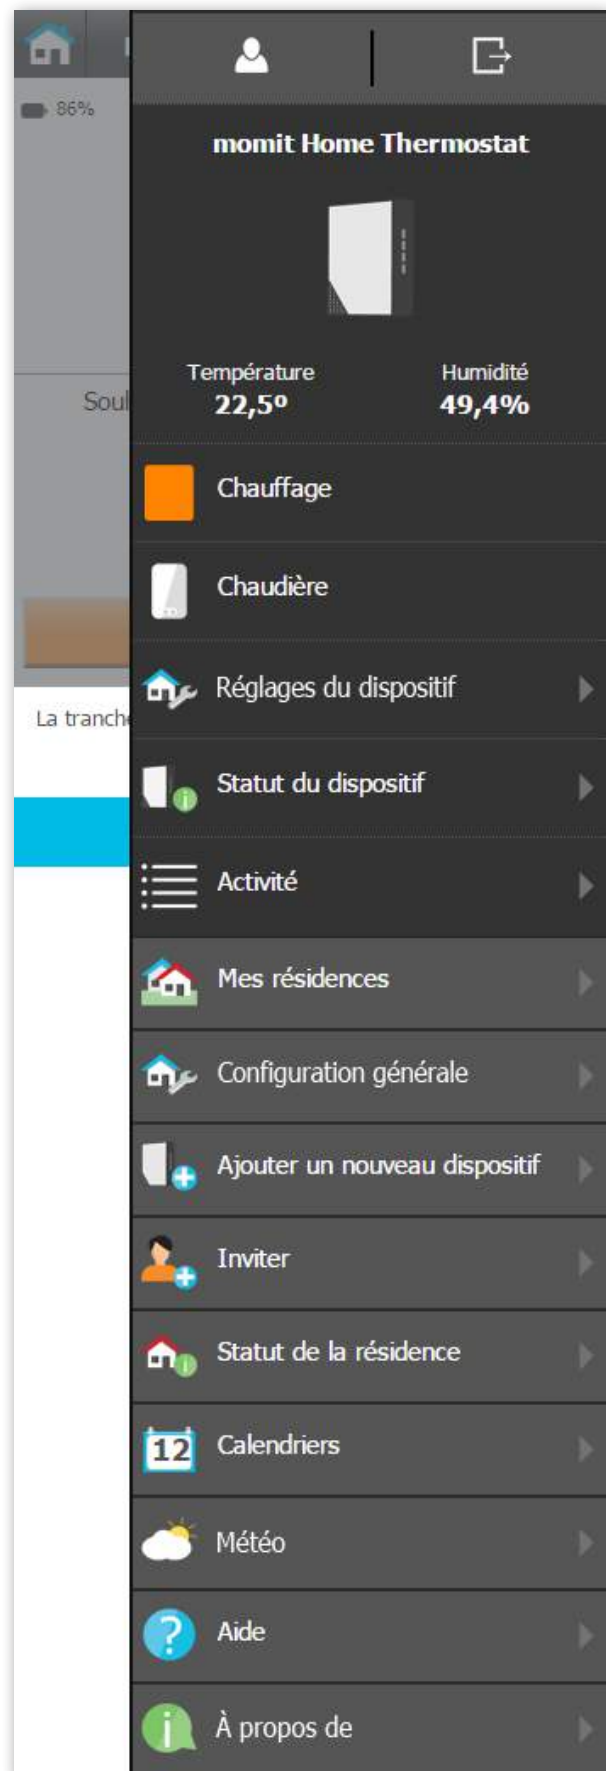 86%
momit Home Thermostat
Température Humidité
22,5º 49,4%
Soul
Chauffage
Chaudière
Réglages du dispositif
La tranche
Statut du dispositif
Activité
Mes résidences
Configuration générale
Ajouter un nouveau dispositif
Inviter
Statut de la résidence
12 Calendriers
Météo
? Aide
i À propos de